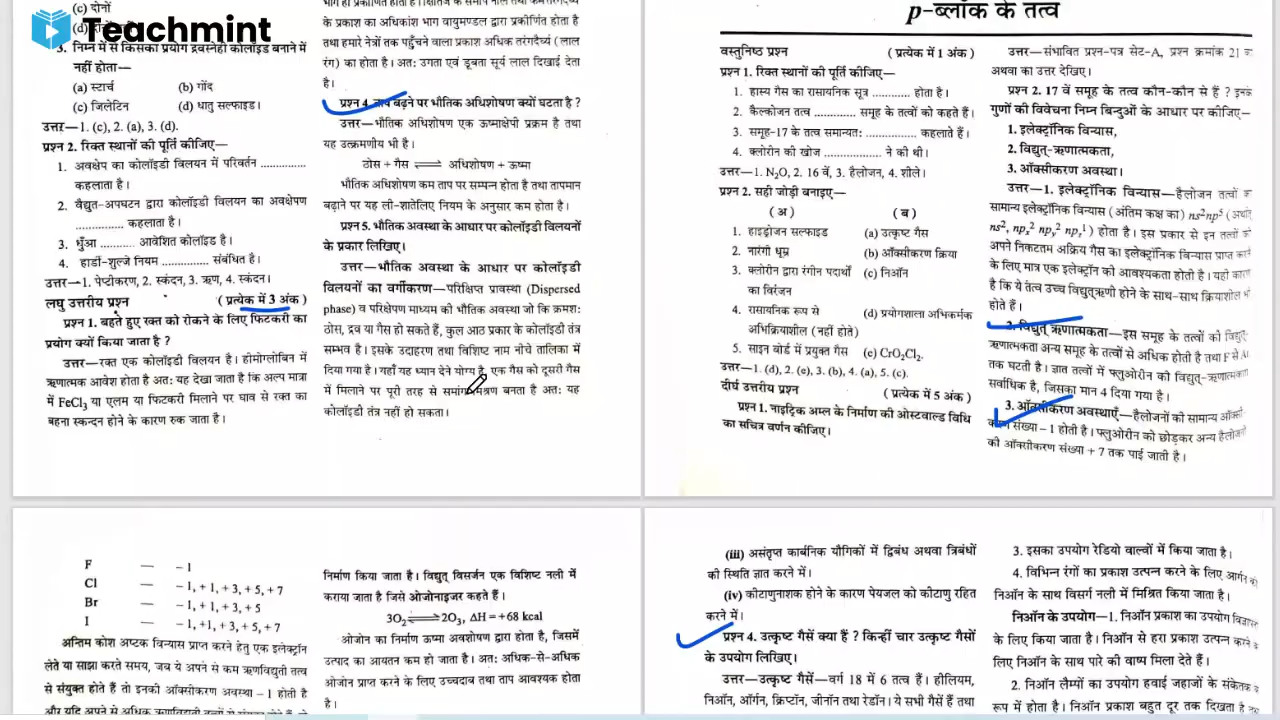 Teachmint
(c) दोनों
3. निम्न में से किसका प्रयोग द्रवस्नेही कोलॉइड बनाने में
नहीं होता—
(a) स्टार्च (b) गोंद
(c) जिलेटिन (d) धातु सल्फाइड।
उत्तर—1. (c), 2. (a), 3. (d).
प्रश्न 2. रिक्त स्थानों की पूर्ति कीजिए—
1. अवक्षेप का कोलॉइडी विलयन में परिवर्तन ..............
कहलाता है।
2. वैद्युत-अपघटन द्वारा कोलॉइडी विलयन का अवक्षेपण
.............. कहलाता है।
3. धुँआ .......... आवेशित कोलॉइड है।
4. हार्डी-शुल्जे नियम .............. संबंधित है।
उत्तर—1. पेप्टीकरण, 2. स्कंदन, 3. ऋण, 4. स्कंदन।
लघु उत्तरीय प्रश्न ( प्रत्येक में 3 अंक )
प्रश्न 1. बहते हुए रक्त को रोकने के लिए फिटकरी का
प्रयोग क्यों किया जाता है ?
उत्तर—रक्त एक कोलॉइडी विलयन है। हीमोग्लोबिन में
ऋणात्मक आवेश होता है अत: यह देखा जाता है कि अल्प मात्रा
में FeCl3 या एलम या फिटकरी मिलाने पर घाव से रक्त का
बहना स्कन्दन होने के कारण रुक जाता है।
भाग ही प्रकीर्णित होता है। क्षितिज के समीप नीले तथा कम तरंगदैर्घ्य
के प्रकाश का अधिकांश भाग वायुमण्डल द्वारा प्रकीर्णित होता है
तथा हमारे नेत्रों तक पहुँचने वाला प्रकाश अधिक तरंगदैर्घ्य (लाल
रंग) का होता है। अत: उगता एवं डूबता सूर्य लाल दिखाई देता
है।
प्रश्न 4. ताप बढ़ने पर भौतिक अधिशोषण क्यों घटता है ?
उत्तर—भौतिक अधिशोषण एक ऊष्माक्षेपी प्रक्रम है तथा
यह उत्क्रमणीय भी है।
ठोस + गैस ⇌ अधिशोषण + ऊष्मा
भौतिक अधिशोषण कम ताप पर सम्पन्न होता है तथा तापमान
बढ़ाने पर यह ली-शातेलिए नियम के अनुसार कम होता है।
प्रश्न 5. भौतिक अवस्था के आधार पर कोलॉइडी विलयनों
के प्रकार लिखिए।
उत्तर—भौतिक अवस्था के आधार पर कोलॉइडी
विलयनों का वर्गीकरण—परिक्षिप्त प्रावस्था (Dispersed
phase) व परिक्षेपण माध्यम की भौतिक अवस्था जो कि क्रमश:
ठोस, द्रव या गैस हो सकते हैं, कुल आठ प्रकार के कोलॉइडी तंत्र
सम्भव है। इसके उदाहरण तथा विशिष्ट नाम नीचे तालिका में
दिया गया है। यहाँ यह ध्यान देने योग्य है, एक गैस को दूसरी गैस
में मिलाने पर पूरी तरह से समांग मिश्रण बनता है अत: यह
कोलॉइडी तंत्र नहीं हो सकता।
p-ब्लॉक के तत्व
वस्तुनिष्ठ प्रश्न ( प्रत्येक में 1 अंक )
प्रश्न 1. रिक्त स्थानों की पूर्ति कीजिए—
1. हास्य गैस का रासायनिक सूत्र ............ होता है।
2. कैल्कोजन तत्व .............. समूह के तत्वों को कहते हैं।
3. समूह-17 के तत्व सामान्यत: .............. कहलाते हैं।
4. क्लोरीन की खोज .................. ने की थी।
उत्तर—1. N2O, 2. 16 वें, 3. हैलोजन, 4. शीले।
प्रश्न 2. सही जोड़ी बनाइए—
( अ ) ( ब )
1. हाइड्रोजन सल्फाइड (a) उत्कृष्ट गैस
2. नारंगी धूम्र (b) ऑक्सीकरण क्रिया
3. क्लोरीन द्वारा रंगीन पदार्थों (c) निऑन
का विरंजन
4. रासायनिक रूप से (d) प्रयोगशाला अभिकर्मक
अभिक्रियाशील (नहीं होते)
5. साइन बोर्ड में प्रयुक्त गैस (e) CrO2Cl2.
उत्तर—1. (d), 2. (e), 3. (b), 4. (a), 5. (c).
दीर्घ उत्तरीय प्रश्न ( प्रत्येक में 5 अंक )
प्रश्न 1. नाइट्रिक अम्ल के निर्माण की ओस्टवाल्ड विधि
का सचित्र वर्णन कीजिए।
उत्तर—संभावित प्रश्न-पत्र सेट-A, प्रश्न क्रमांक 21 का
अथवा का उत्तर देखिए।
प्रश्न 2. 17 वें समूह के तत्व कौन-कौन से हैं ? इनके
गुणों की विवेचना निम्न बिन्दुओं के आधार पर कीजिए—
1. इलेक्ट्रॉनिक विन्यास,
2. विद्युत्-ऋणात्मकता,
3. ऑक्सीकरण अवस्था।
उत्तर—1. इलेक्ट्रॉनिक विन्यास—हैलोजन तत्वों का
सामान्य इलेक्ट्रॉनिक विन्यास (अंतिम कक्ष का) ns²np⁵ (अर्थात्
ns², npx² npy² npz¹ ) होता है। इस प्रकार से इन तत्वों को
अपने निकटतम अक्रिय गैस का इलेक्ट्रॉनिक विन्यास प्राप्त करने
के लिए मात्र एक इलेक्ट्रॉन की आवश्यकता होती है। यही कारण
है कि ये तत्व उच्च विद्युत्ऋणी होने के साथ-साथ क्रियाशील भी
होते हैं।
2. विद्युत् ऋणात्मकता—इस समूह के तत्वों को विद्युत्
ऋणात्मकता अन्य समूह के तत्वों से अधिक होती है तथा F से At
तक घटती है। ज्ञात तत्वों में फ्लुओरीन को विद्युत्-ऋणात्मकता
सर्वाधिक है, जिसका मान 4 दिया गया है।
3. ऑक्सीकरण अवस्थाएँ—हैलोजनों को सामान्य
संख्या – 1 होती है। फ्लुओरीन को छोड़कर अन्य हैलोजनों
की ऑक्सीकरण संख्या + 7 तक पाई जाती है।
F — – 1
Cl — – 1, + 1, + 3, + 5, + 7
Br — – 1, + 1, + 3, + 5
I — – 1, +1, + 3, + 5, + 7
अन्तिम कोश अष्टक विन्यास प्राप्त करने हेतु एक इलेक्ट्रॉन
लेते या साझा करते समय, जब ये अपने से कम ऋणविद्युती तत्व
से संयुक्त होते हैं तो इनकी ऑक्सीकरण अवस्था – 1 होती है
निर्माण किया जाता है। विद्युत् विसर्जन एक विशिष्ट नली में
कराया जाता है जिसे ओजोनाइजर कहते हैं।
3O2 ⇌ 2O3, ΔH = + 68 kcal
ओजोन का निर्माण ऊष्मा अवशोषण द्वारा होता है, जिसमें
उत्पाद का आयतन कम हो जाता है। अत: अधिक-से-अधिक
ओजोन प्राप्त करने के लिए उच्चदाब तथा ताप आवश्यक होता
है।
(iii) असंतृप्त कार्बनिक यौगिकों में द्विबंध अथवा त्रिबंधों
की स्थिति ज्ञात करने में।
(iv) कीटाणुनाशक होने के कारण पेयजल को कीटाणु रहित
करने में।
प्रश्न 4. उत्कृष्ट गैसें क्या हैं ? किन्हीं चार उत्कृष्ट गैसों
के उपयोग लिखिए।
उत्तर—उत्कृष्ट गैसें—वर्ग 18 में 6 तत्व हैं। हीलियम,
निऑन, ऑर्गन, क्रिप्टॉन, जीनॉन तथा रेडॉन। ये सभी गैसें हैं तथा
3. इसका उपयोग रेडियो वाल्वों में किया जाता है।
4. विभिन्न रंगों का प्रकाश उत्पन्न करने के लिए आर्गन को
निऑन के साथ विसर्ग नली में मिश्रित किया जाता है।
निऑन के उपयोग—1. निऑन प्रकाश का उपयोग विज्ञापन
के लिए किया जाता है। निऑन से हरा प्रकाश उत्पन्न करने के
लिए निऑन के साथ पारे की वाष्प मिला देते हैं।
2. निऑन लैम्पों का उपयोग हवाई जहाजों के संकेतक के
रूप में होता है। निऑन प्रकाश बहुत दूर तक दिखता है